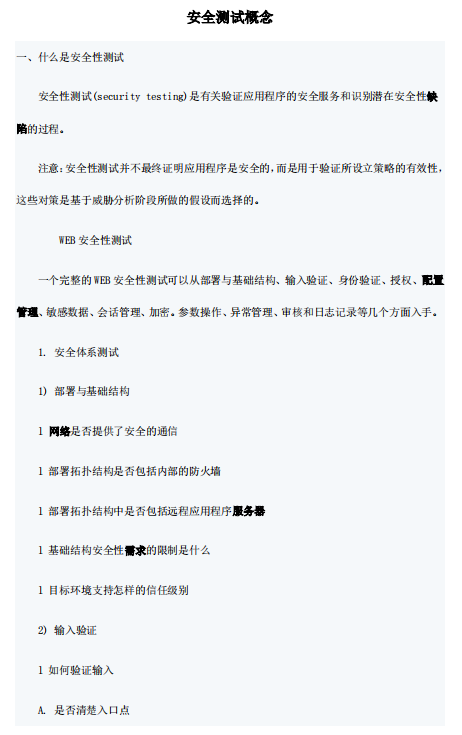 安全测试概念
一、什么是安全性测试
安全性测试(security testing)是有关验证应用程序的安全服务和识别潜在安全性缺
陷的过程。
注意:安全性测试并不最终证明应用程序是安全的,而是用于验证所设立策略的有效性,
这些对策是基于威胁分析阶段所做的假设而选择的。
WEB 安全性测试
一个完整的 WEB 安全性测试可以从部署与基础结构、输入验证、身份验证、授权、配置
管理、敏感数据、会话管理、加密。参数操作、异常管理、审核和日志记录等几个方面入手。
1. 安全体系测试
1) 部署与基础结构
l 网络是否提供了安全的通信
l 部署拓扑结构是否包括内部的防火墙
l 部署拓扑结构中是否包括远程应用程序服务器
l 基础结构安全性需求的限制是什么
l 目标环境支持怎样的信任级别
2) 输入验证
l 如何验证输入
A. 是否清楚入口点